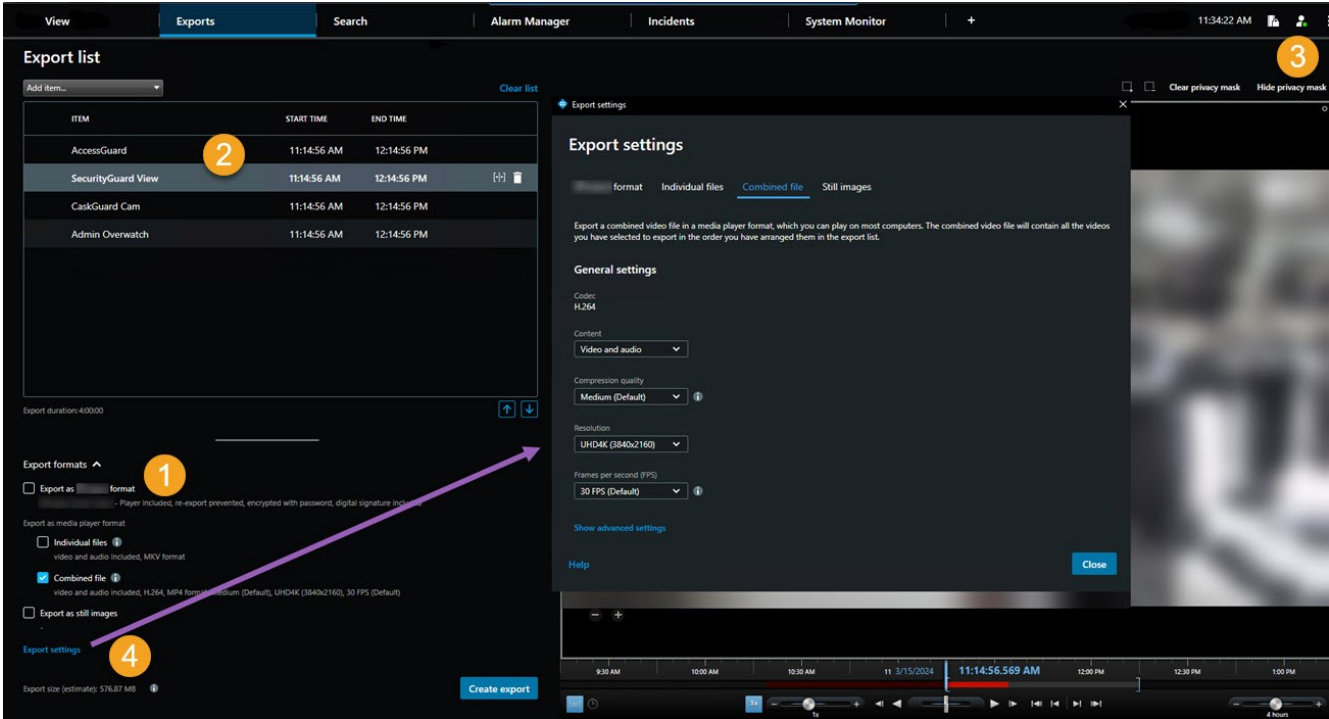 View Exports Search Alarm Manager Incidents System Monitor + 11:34:22 AM
3
Export list
Add item... Clear list
Clear privacy mask Hide privacy mask
ITEM START TIME END TIME
AccessGuard 11:14:56 AM 12:14:56 PM
2
SecurityGuard View 11:14:56 AM 12:14:56 PM
CaskGuard Cam 11:14:56 AM 12:14:56 PM
Admin Overwatch 11:14:56 AM 12:14:56 PM
Export duration: 4:00:00
Export formats
1
Export as format
- Player included, re-export prevented, encrypted with password, digital signature included
Export as media player format
Individual files
video and audio included, MKV format
Combined file
video and audio included, H.264, MP4 format, Medium (Default), UHD4K (3840x2160), 30 FPS (Default)
Export as still images
Export settings
4
Export size (estimate): 576.87 MB
Create export
Export settings
Export settings
format Individual files Combined file Still images
Export a combined video file in a media player format, which you can play on most computers. The combined video file will contain all the videos
you have selected to export in the order you have arranged them in the export list.
General settings
Codec
H.264
Content
Video and audio
Compression quality
Medium (Default)
Resolution
UHD4K (3840x2160)
Frames per second (FPS)
30 FPS (Default)
Show advanced settings
Help Close
- +
9:30 AM 10:00 AM 10:30 AM 11 3/15/2024 11:14:56.569 AM 12:00 PM 12:30 PM 1:00 PM
1x
4 hours